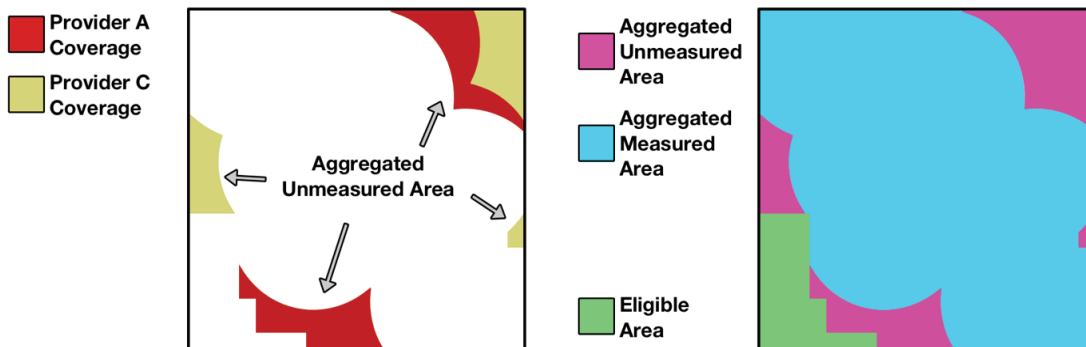 Provider A
Coverage
Provider C
Coverage
Aggregated
Unmeasured Area
Aggregated
Unmeasured
Area
Aggregated
Measured
Area
Eligible
Area